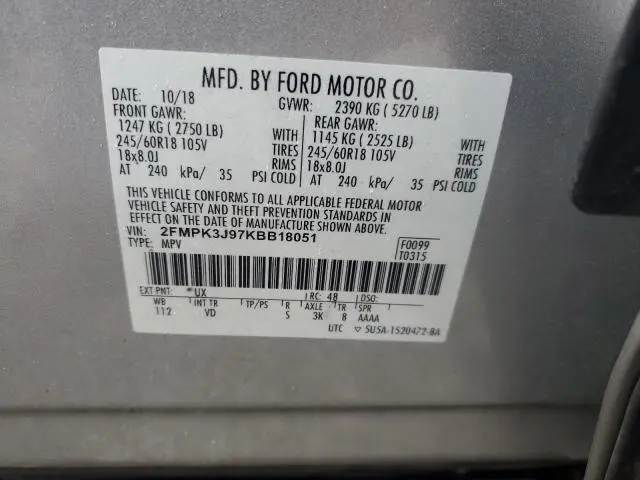 MFD. BY FORD MOTOR CO.
DATE: 10/18 GVWR: 2390 KG ( 5270 LB)
FRONT GAWR: REAR GAWR:
1247 KG ( 2750 LB) WITH 1145 KG ( 2525 LB) WITH
245/60R18 105V TIRES 245/60R18 105V TIRES
18x8.0J RIMS 18x8.0J RIMS
AT 240 kPa/ 35 PSI COLD AT 240 kPa/ 35 PSI COLD
THIS VEHICLE CONFORMS TO ALL APPLICABLE FEDERAL MOTOR
VEHICLE SAFETY AND THEFT PREVENTION STANDARDS IN
EFFECT ON THE DATE OF MANUFACTURE SHOWN ABOVE.
VIN: 2FMPK3J97KBB18051 F0099
TYPE: MPV T0315
EXT PNT: *UX RC: 48 DSO:
WB INT TR TP/PS R AXLE TR SPR
112 VD S 3K 8 AAAA
UTC ▽ 5U5A-1520472-BA